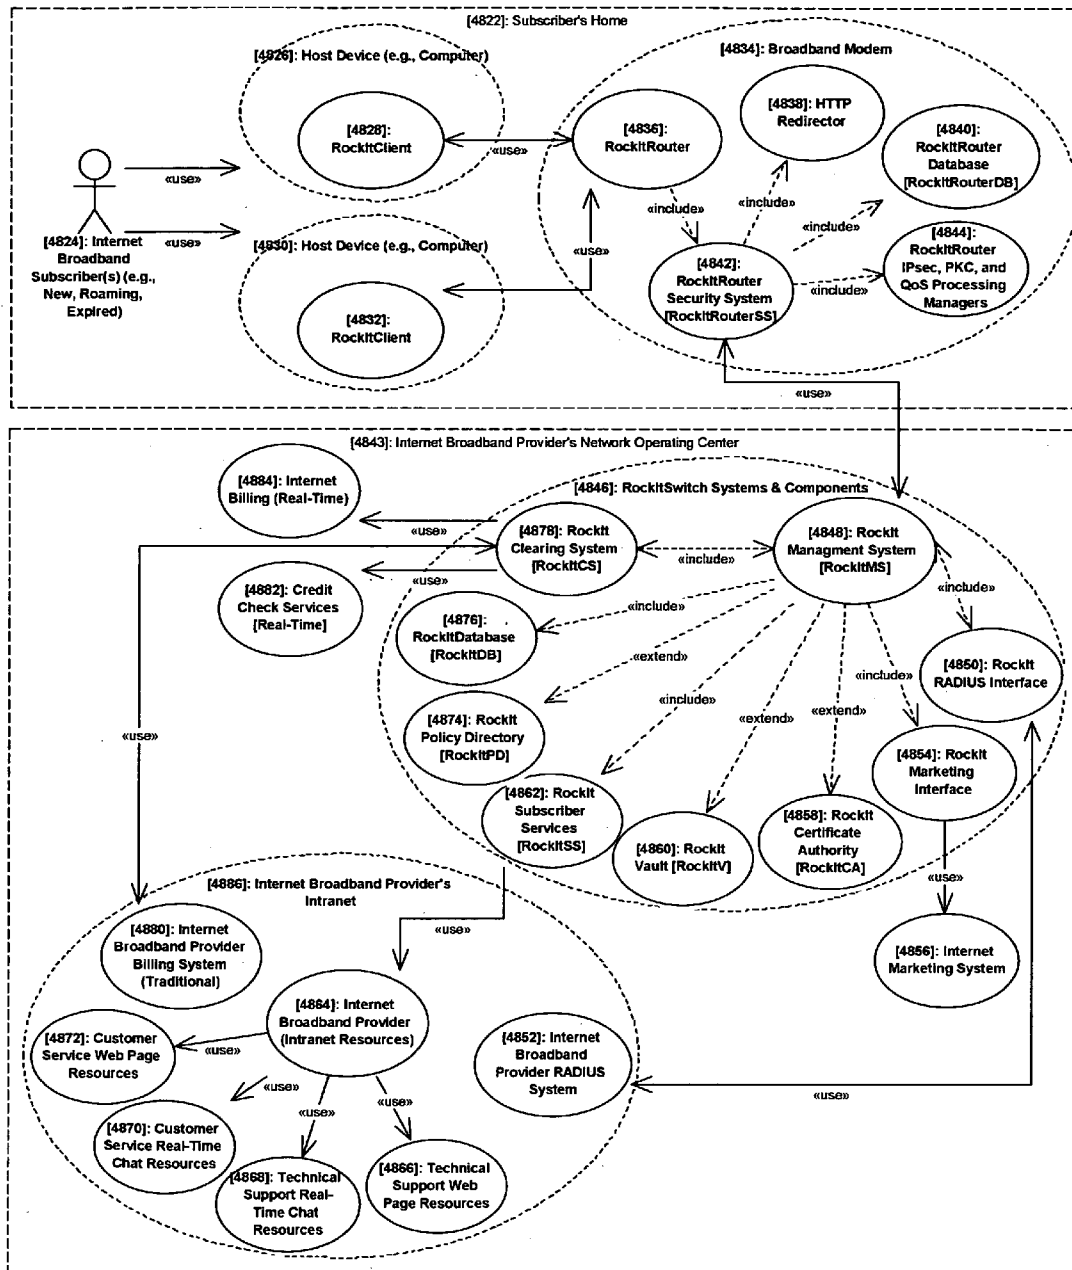 [4822]: Subscriber's Home
[4826]: Host Device (e.g., Computer)
[4828]:
RockItClient
«use»
[4824]: Internet
Broadband
Subscriber(s) (e.g.,
New, Roaming,
Expired)
«use»
«use»
[4830]: Host Device (e.g., Computer)
[4832]:
RockItClient
«use»
[4834]: Broadband Modem
[4836]:
RockItRouter
[4838]: HTTP
Redirector
[4840]:
RockItRouter
Database
[RockItRouterDB]
«include»
«include»
«include»
[4842]:
RockItRouter
Security System
[RockItRouterSS]
«include»
[4844]:
RockItRouter
IPsec, PKC, and
QoS Processing
Managers
«use»
[4843]: Internet Broadband Provider's Network Operating Center
[4884]: Internet
Billing (Real-Time)
«use»
[4846]: RockItSwitch Systems & Components
[4878]: RockIt
Clearing System
[RockItCS]
«include»
[4848]: RockIt
Managment System
[RockItMS]
«use»
[4882]: Credit
Check Services
[Real-Time]
«include»
[4876]:
RockItDatabase
[RockItDB]
«include»
[4850]: RockIt
RADIUS Interface
«extend»
[4874]: RockIt
Policy Directory
[RockItPD]
«include»
«extend»
«extend»
«include»
[4854]: RockIt
Marketing
Interface
«use»
[4862]: RockIt
Subscriber
Services
[RockItSS]
[4860]: RockIt
Vault [RockItV]
[4858]: RockIt
Certificate
Authority
[RockItCA]
«use»
[4856]: Internet
Marketing System
[4886]: Internet Broadband Provider's
Intranet
«use»
[4880]: Internet
Broadband Provider
Billing System
(Traditional)
[4864]: Internet
Broadband Provider
(Intranet Resources)
[4852]: Internet
Broadband
Provider RADIUS
System
«use»
[4872]: Customer
Service Web Page
Resources
«use»
«use»
«use»
«use»
[4870]: Customer
Service Real-Time
Chat Resources
[4868]: Technical
Support Real-
Time Chat
Resources
[4866]: Technical
Support Web
Page Resources